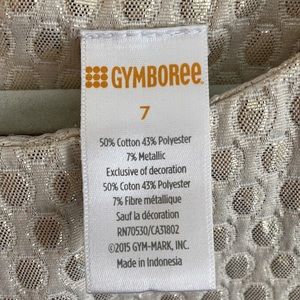 GYMBOREE
7
50% Cotton 43% Polyester
7% Metallic
Exclusive of decoration
50% Cotton 43% Polyester
7% Fibre métallique
Sauf la décoration
RN70530/CA31802
©2015 GYM-MARK, INC.
Made in Indonesia